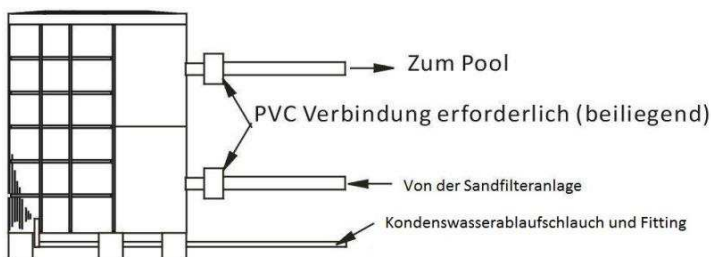 Zum Pool
PVC Verbindung erforderlich (beiliegend)
Von der Sandfilteranlage
Kondenswasserablaufschlauch und Fitting